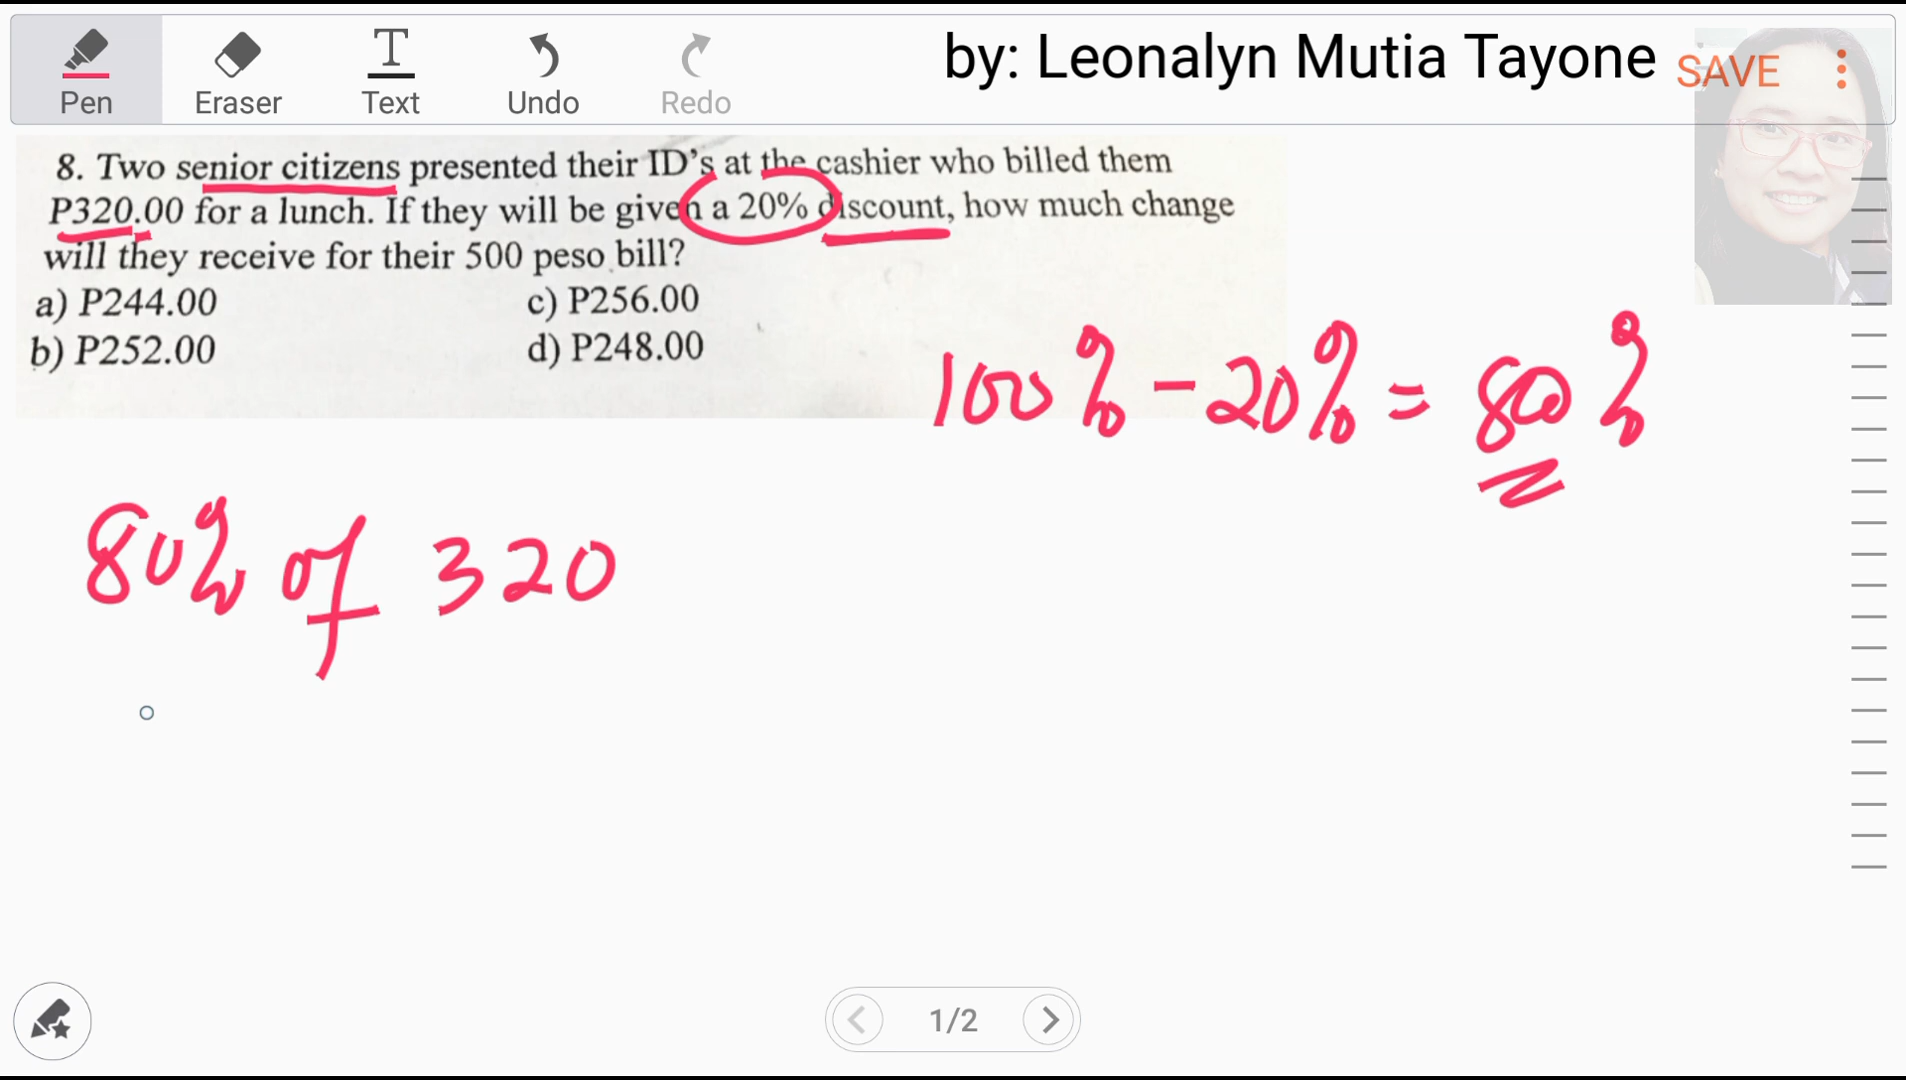 by: Leonalyn Mutia Tayone
SAVE
Pen
Eraser
Text
Undo
Redo
8. Two senior citizens presented their ID's at the cashier who billed them
P320.00 for a lunch. If they will be given a 20% discount, how much change
will they receive for their 500 peso bill?
a) P244.00
c) P256.00
b) P252.00
d) P248.00
100% - 20% = 80%
80% of 320
1/2